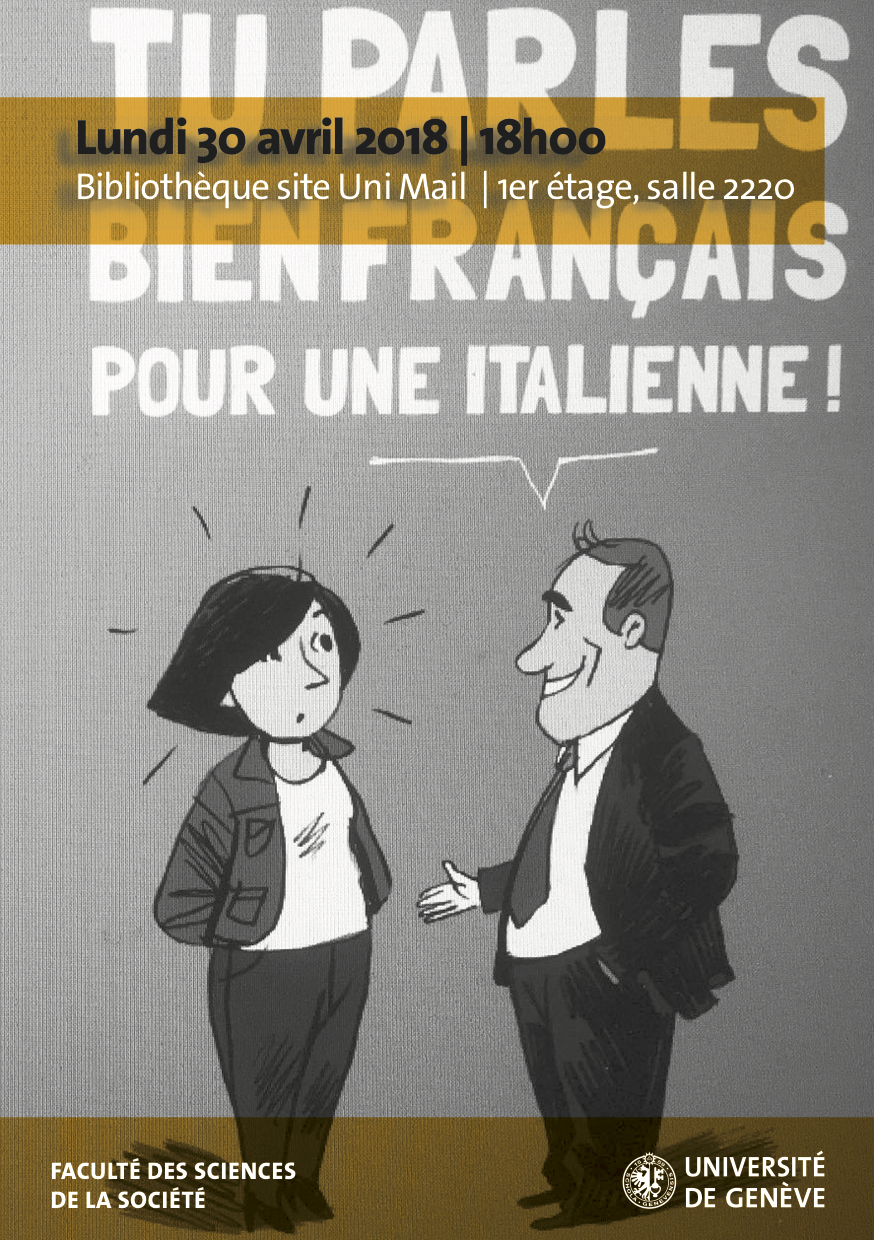 TU PARLES
Lundi 30 avril 2018 | 18h00
Bibliothèque site Uni Mail | 1er étage, salle 2220
BIEN FRANÇAIS
POUR UNE ITALIENNE !
FACULTÉ DES SCIENCES
DE LA SOCIÉTÉ
UNIVERSITÉ
DE GENÈVE